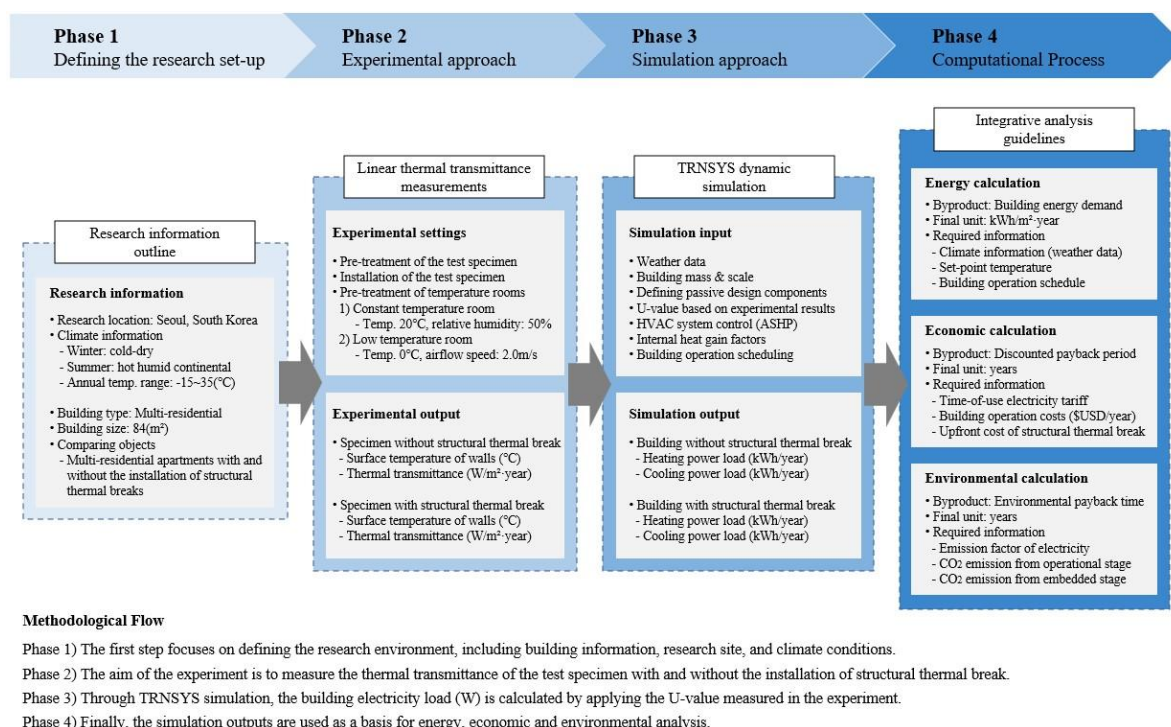 Phase 1
Defining the research set-up
Phase 2
Experimental approach
Phase 3
Simulation approach
Phase 4
Computational Process
Research information
outline
Research information
• Research location: Seoul, South Korea
• Climate information
- Winter: cold-dry
- Summer: hot humid continental
- Annual temp. range: -15~35(℃)
• Building type: Multi-residential
• Building size: 84(m²)
• Comparing objects
- Multi-residential apartments with and
without the installation of structural
thermal breaks
Linear thermal transmittance
measurements
Experimental settings
• Pre-treatment of the test specimen
• Installation of the test specimen
• Pre-treatment of temperature rooms
1) Constant temperature room
- Temp. 20℃, relative humidity: 50%
2) Low temperature room
- Temp. 0℃, airflow speed: 2.0m/s
Experimental output
• Specimen without structural thermal break
- Surface temperature of walls (℃)
- Thermal transmittance (W/m²·year)
• Specimen with structural thermal break
- Surface temperature of walls (℃)
- Thermal transmittance (W/m²·year)
TRNSYS dynamic
simulation
Simulation input
• Weather data
• Building mass & scale
• Defining passive design components
• U-value based on experimental results
• HVAC system control (ASHP)
• Internal heat gain factors
• Building operation scheduling
Simulation output
• Building without structural thermal break
- Heating power load (kWh/year)
- Cooling power load (kWh/year)
• Building with structural thermal break
- Heating power load (kWh/year)
- Cooling power load (kWh/year)
Integrative analysis
guidelines
Energy calculation
• Byproduct: Building energy demand
• Final unit: kWh/m²·year
• Required information
- Climate information (weather data)
- Set-point temperature
- Building operation schedule
Economic calculation
• Byproduct: Discounted payback period
• Final unit: years
• Required information
- Time-of-use electricity tariff
- Building operation costs ($USD/year)
- Upfront cost of structural thermal break
Environmental calculation
• Byproduct: Environmental payback time
• Final unit: years
• Required information
- Emission factor of electricity
- CO2 emission from operational stage
- CO2 emission from embedded stage
Methodological Flow
Phase 1) The first step focuses on defining the research environment, including building information, research site, and climate conditions.
Phase 2) The aim of the experiment is to measure the thermal transmittance of the test specimen with and without the installation of structural thermal break.
Phase 3) Through TRNSYS simulation, the building electricity load (W) is calculated by applying the U-value measured in the experiment.
Phase 4) Finally, the simulation outputs are used as a basis for energy, economic and environmental analysis.